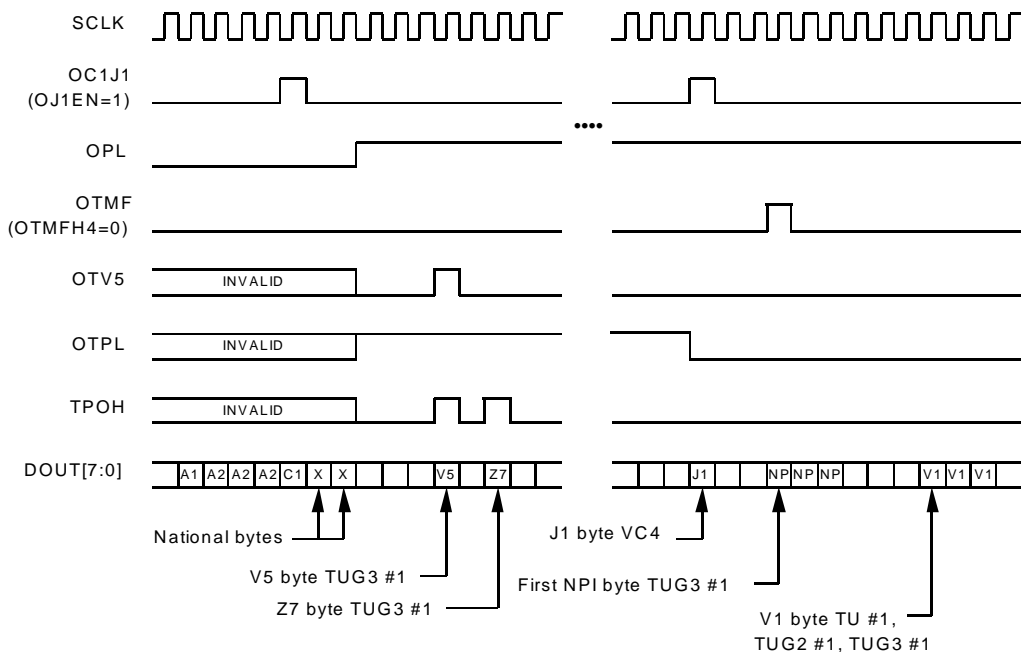 SCLK
OC1J1
(OJ1EN=1)
OPL
OTMF
(OTMFH4=0)
OTV5
INVALID
OTPL
INVALID
TPOH
INVALID
DOUT[7:0]
A1 A2 A2 A2 C1 X X V5 Z7 J1 NP NP NP V1 V1 V1
National bytes
J1 byte VC4
V5 byte TUG3 #1
First NPI byte TUG3 #1
Z7 byte TUG3 #1
V1 byte TU #1,
TUG2 #1, TUG3 #1